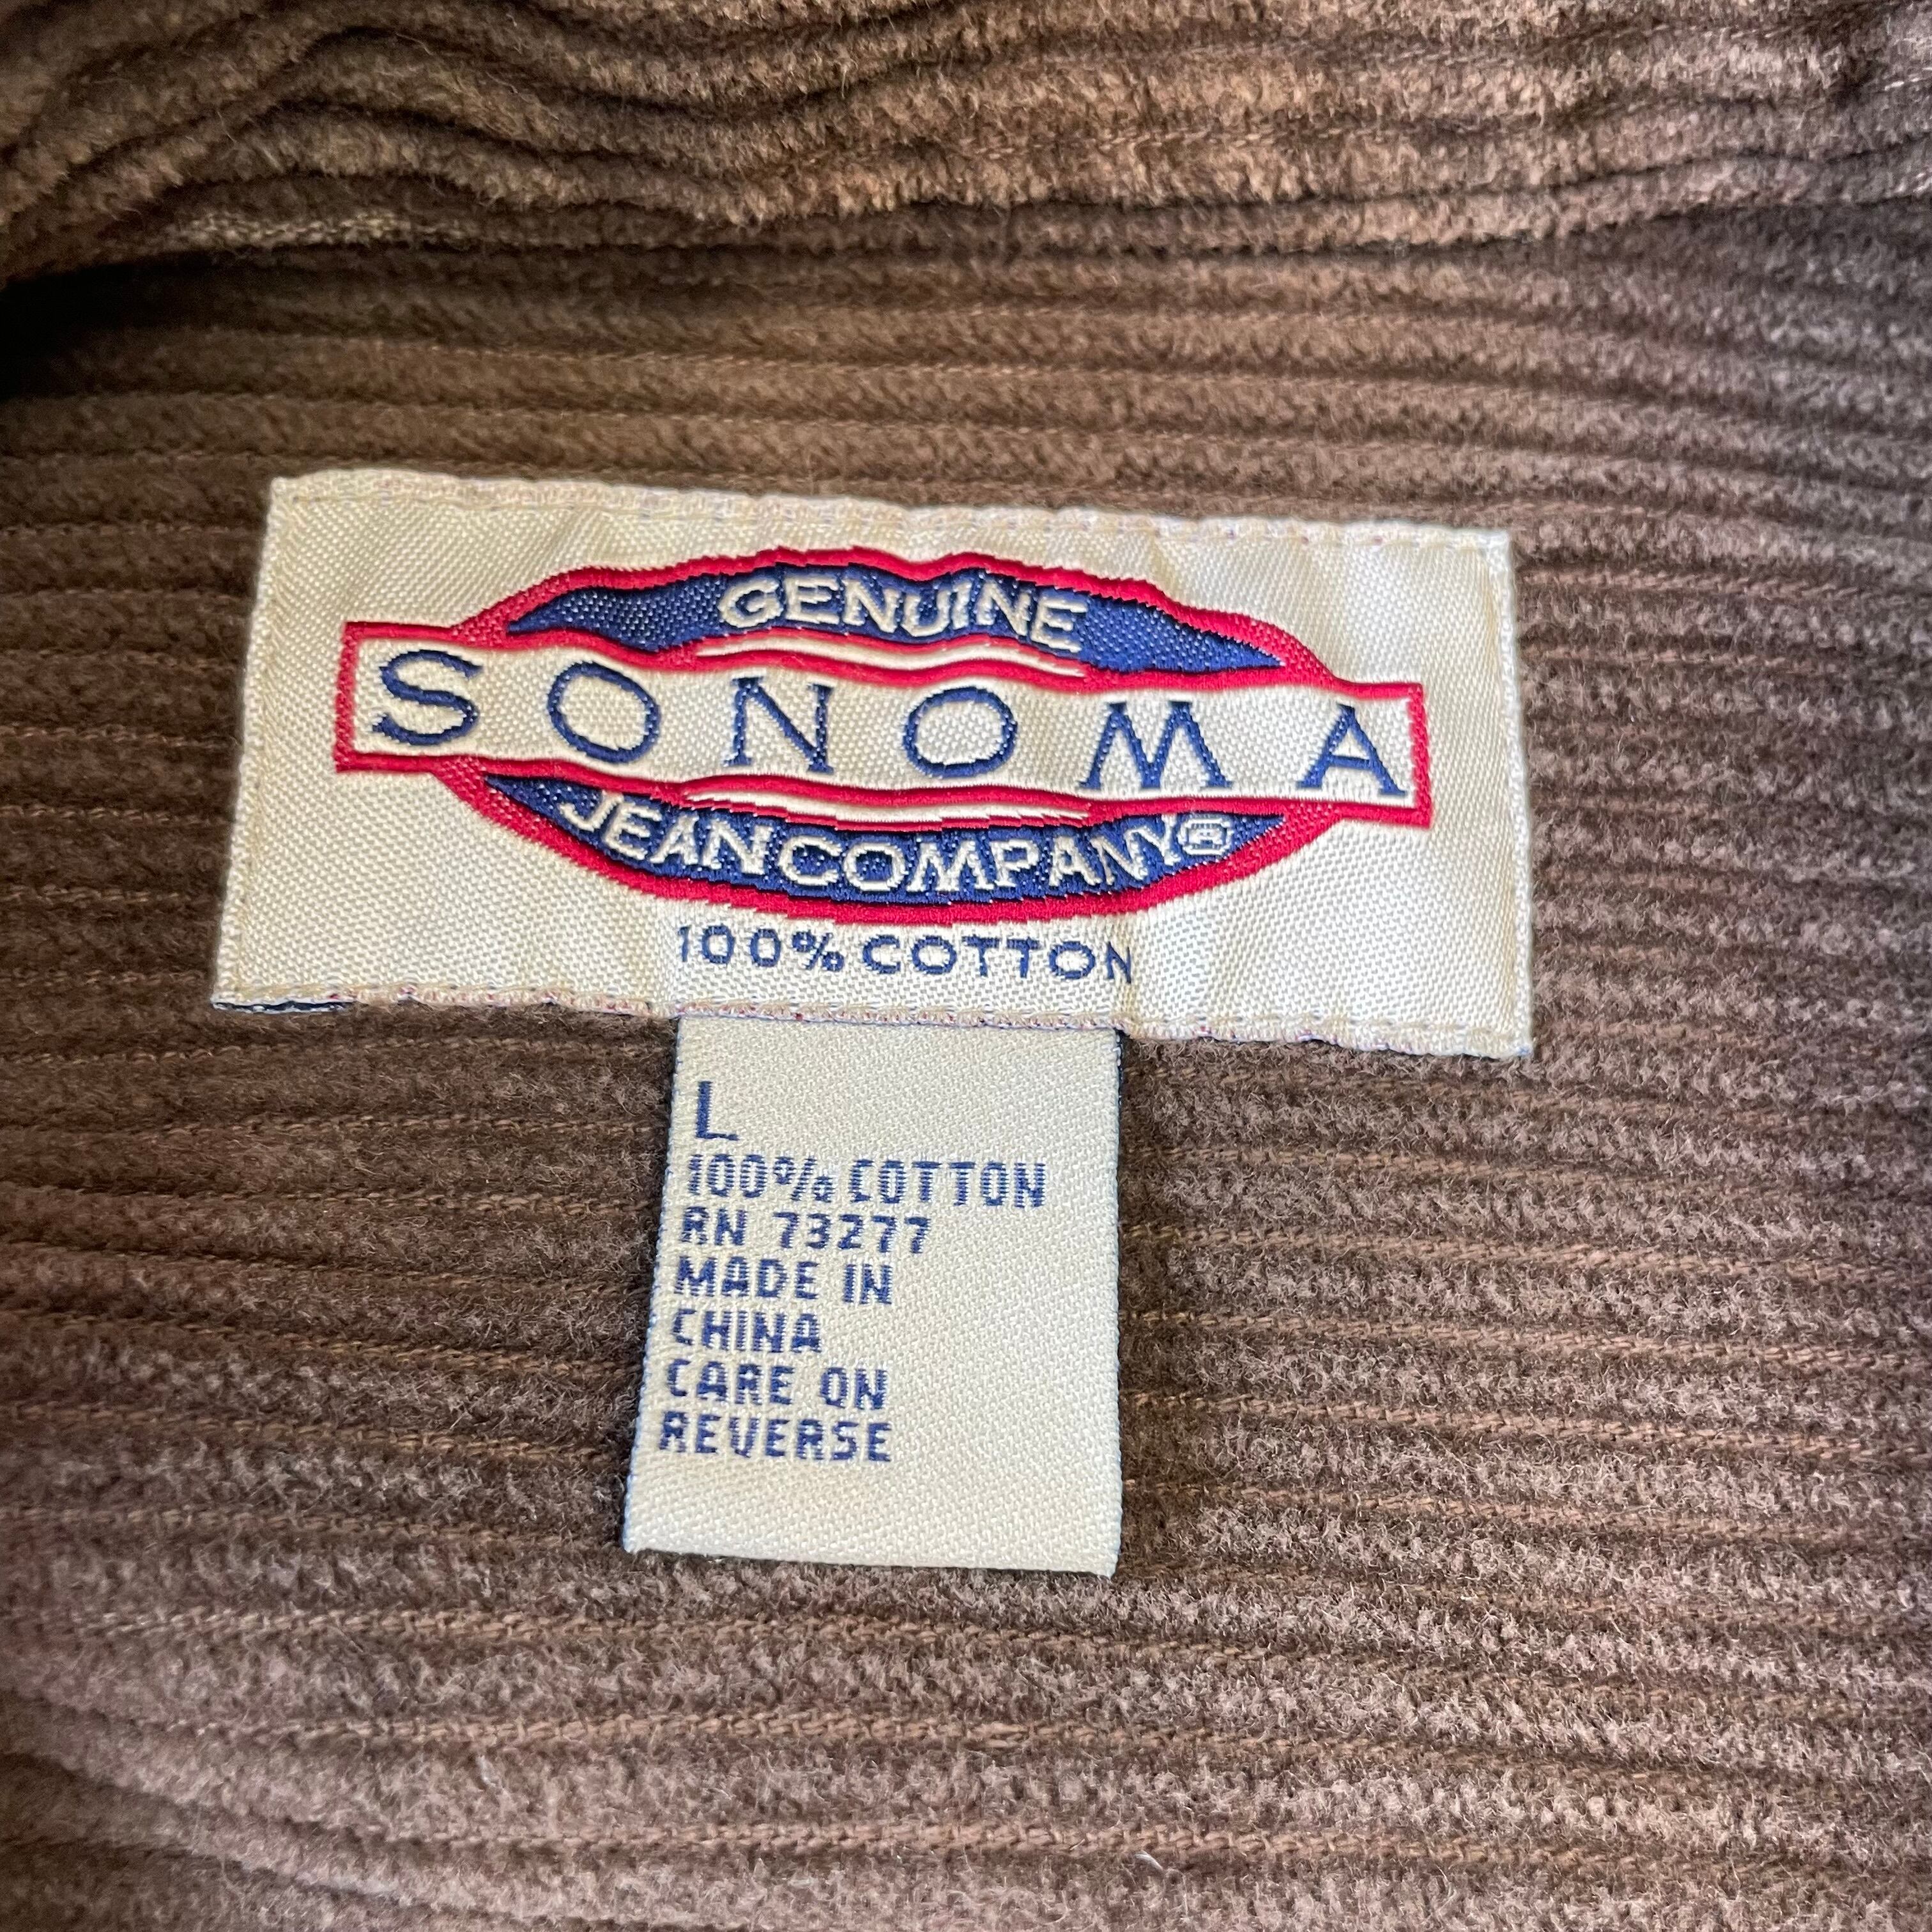 GENUINE
SONOMA
JEAN COMPANY®
100% COTTON
L
100% COTTON
RN 73277
MADE IN
CHINA
CARE ON
REVERSE